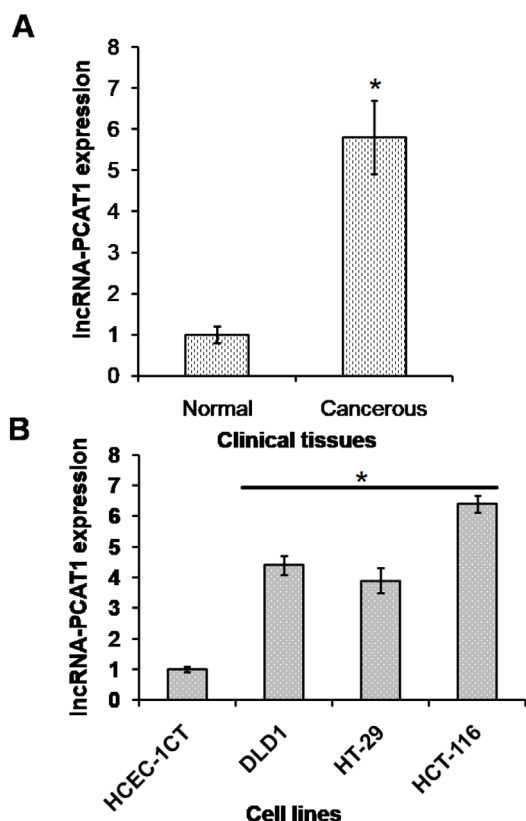 A
lncRNA-PCAT1 expression
8
7
6
5
4
3
2
1
0
*
Normal
Cancerous
Clinical tissues
B
lncRNA-PCAT1 expression
8
7
6
5
4
3
2
1
0
*
HCEC-1CT
DLD1
HT-29
HCT-116
Cell lines